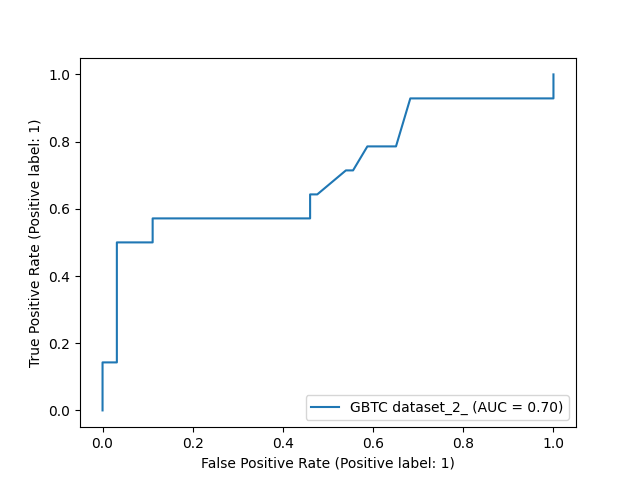 1.0
0.8
0.6
0.4
0.2
0.0
True Positive Rate (Positive label: 1)
GBTC dataset_2_ (AUC = 0.70)
0.0 0.2 0.4 0.6 0.8 1.0
False Positive Rate (Positive label: 1)